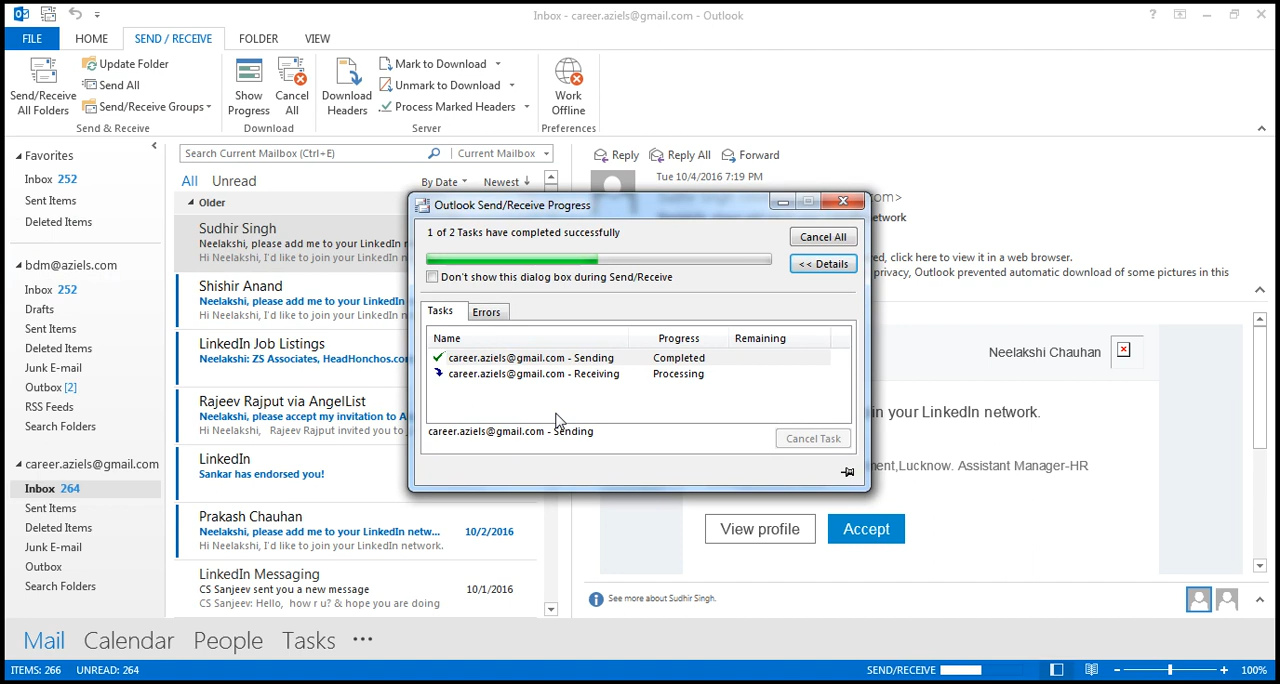 Inbox - career.aziels@gmail.com - Outlook
?
FILE
HOME
SEND / RECEIVE
FOLDER
VIEW
Send/Receive
All Folders
Update Folder
Send All
Send/Receive Groups
Send & Receive
Show
Progress
Cancel
All
Download
Download
Headers
Mark to Download
Unmark to Download
Process Marked Headers
Server
Work
Offline
Preferences
Favorites
Inbox 252
Sent Items
Deleted Items
bdm@aziels.com
Inbox 252
Drafts
Sent Items
Deleted Items
Junk E-mail
Outbox [2]
RSS Feeds
Search Folders
career.aziels@gmail.com
Inbox 264
Sent Items
Deleted Items
Junk E-mail
Outbox
Search Folders
Search Current Mailbox (Ctrl+E)
Current Mailbox
All Unread
By Date
Newest ↓
Older
Sudhir Singh
Neelakshi, please add me to your LinkedIn
Hi Neelakshi, I'd like to join your LinkedIn
Shishir Anand
Neelakshi, please add me to your LinkedIn
Hi Neelakshi, I'd like to join your LinkedIn
LinkedIn Job Listings
Neelakshi: ZS Associates, HeadHonchos.com
Rajeev Rajput via AngelList
Neelakshi, please accept my invitation to A
Hi Neelakshi, Rajeev Rajput invited you to
LinkedIn
Sankar has endorsed you!
Prakash Chauhan
Neelakshi, please add me to your LinkedIn netw... 10/2/2016
Hi Neelakshi, I'd like to join your LinkedIn network.
LinkedIn Messaging
CS Sanjeev sent you a new message 10/1/2016
CS Sanjeev: Hello, how r u? & hope you are doing
Reply
Reply All
Forward
Tue 10/4/2016 7:19 PM
com>
network
red, click here to view it in a web browser.
privacy, Outlook prevented automatic download of some pictures in this
Neelakshi Chauhan
in your LinkedIn network.
ment,Lucknow. Assistant Manager-HR
View profile
Accept
See more about Sudhir Singh.
Outlook Send/Receive Progress
1 of 2 Tasks have completed successfully
Cancel All
<< Details
Don't show this dialog box during Send/Receive
Tasks
Errors
Name Progress Remaining
career.aziels@gmail.com - Sending Completed
career.aziels@gmail.com - Receiving Processing
career.aziels@gmail.com - Sending
Cancel Task
Mail Calendar People Tasks •••
ITEMS: 266 UNREAD: 264
SEND/RECEIVE
100%